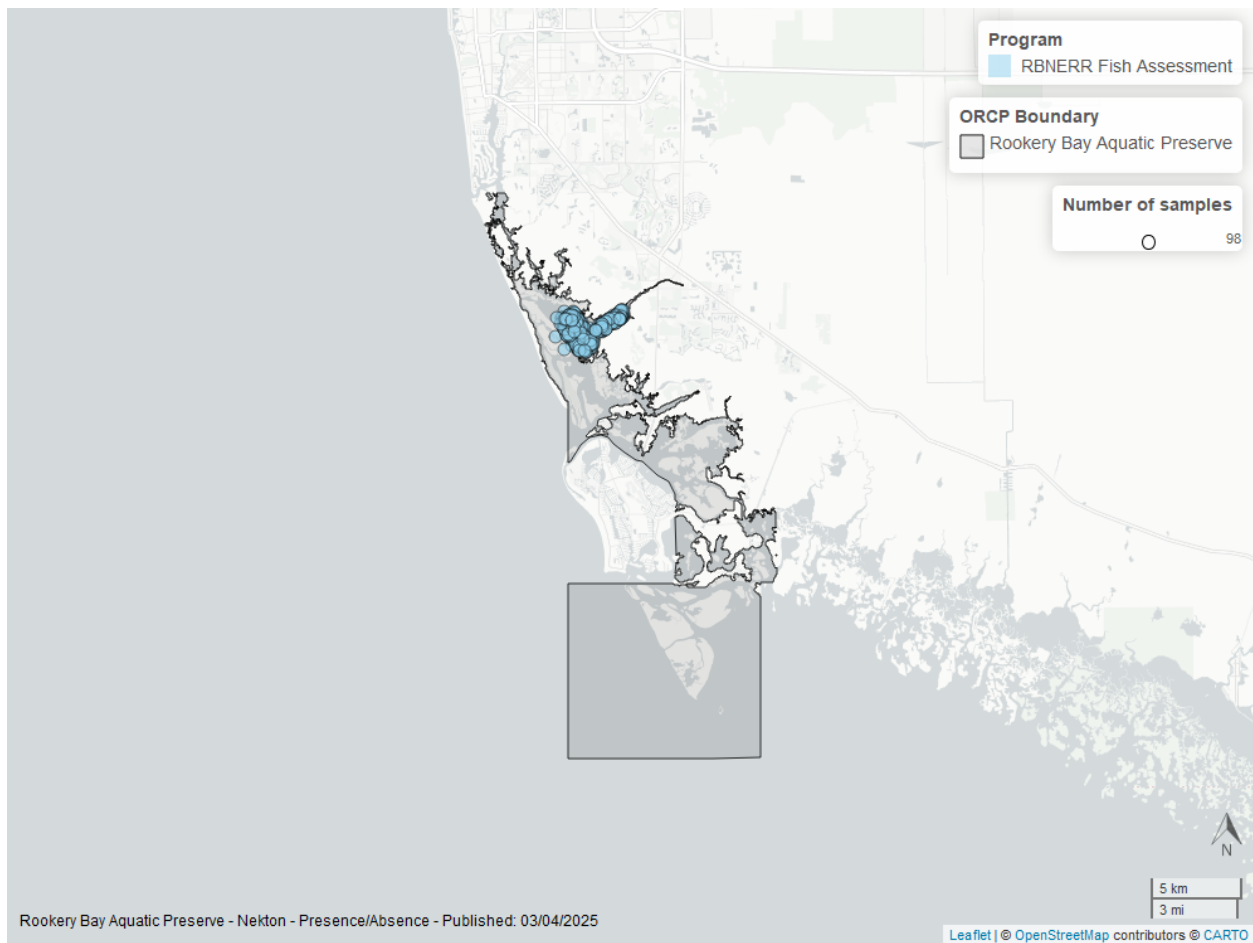 Program
RBNERR Fish Assessment
ORCP Boundary
Rookery Bay Aquatic Preserve
Number of samples
98
N
5 km
3 mi
Rookery Bay Aquatic Preserve - Nekton - Presence/Absence - Published: 03/04/2025
Leaflet | © OpenStreetMap contributors © CARTO